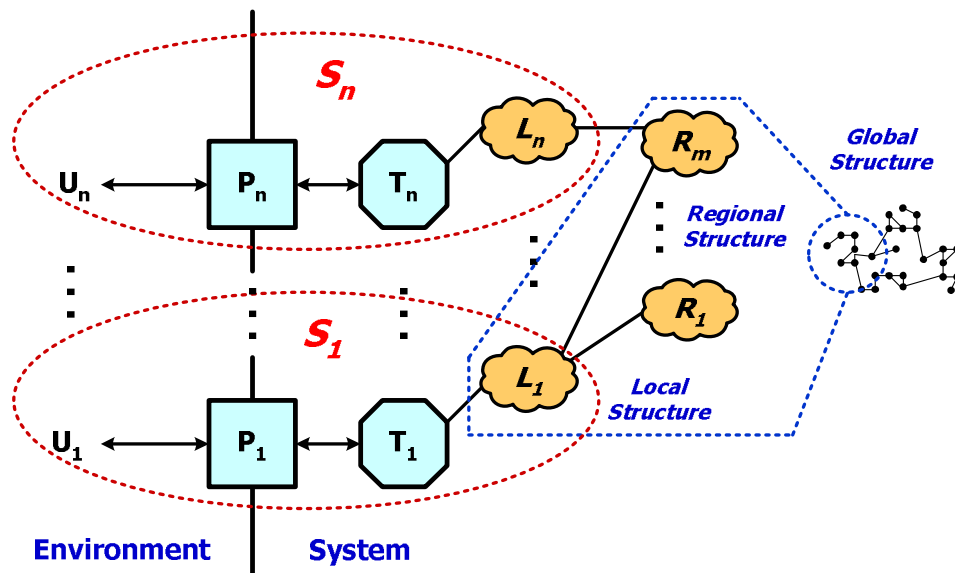 Sn
Ln
Rm
Global
Structure
Un
Pn
Tn
Regional
Structure
R1
S1
L1
Local
Structure
U1
P1
T1
Environment
System